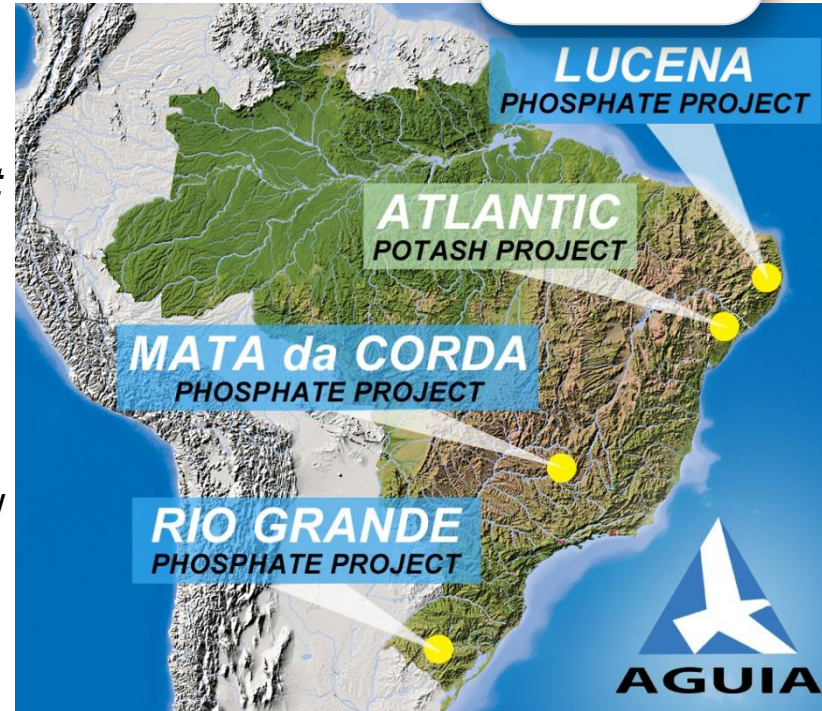 LUCENA
PHOSPHATE PROJECT
ATLANTIC
POTASH PROJECT
MATA da CORDA
PHOSPHATE PROJECT
RIO GRANDE
PHOSPHATE PROJECT
AGUIA